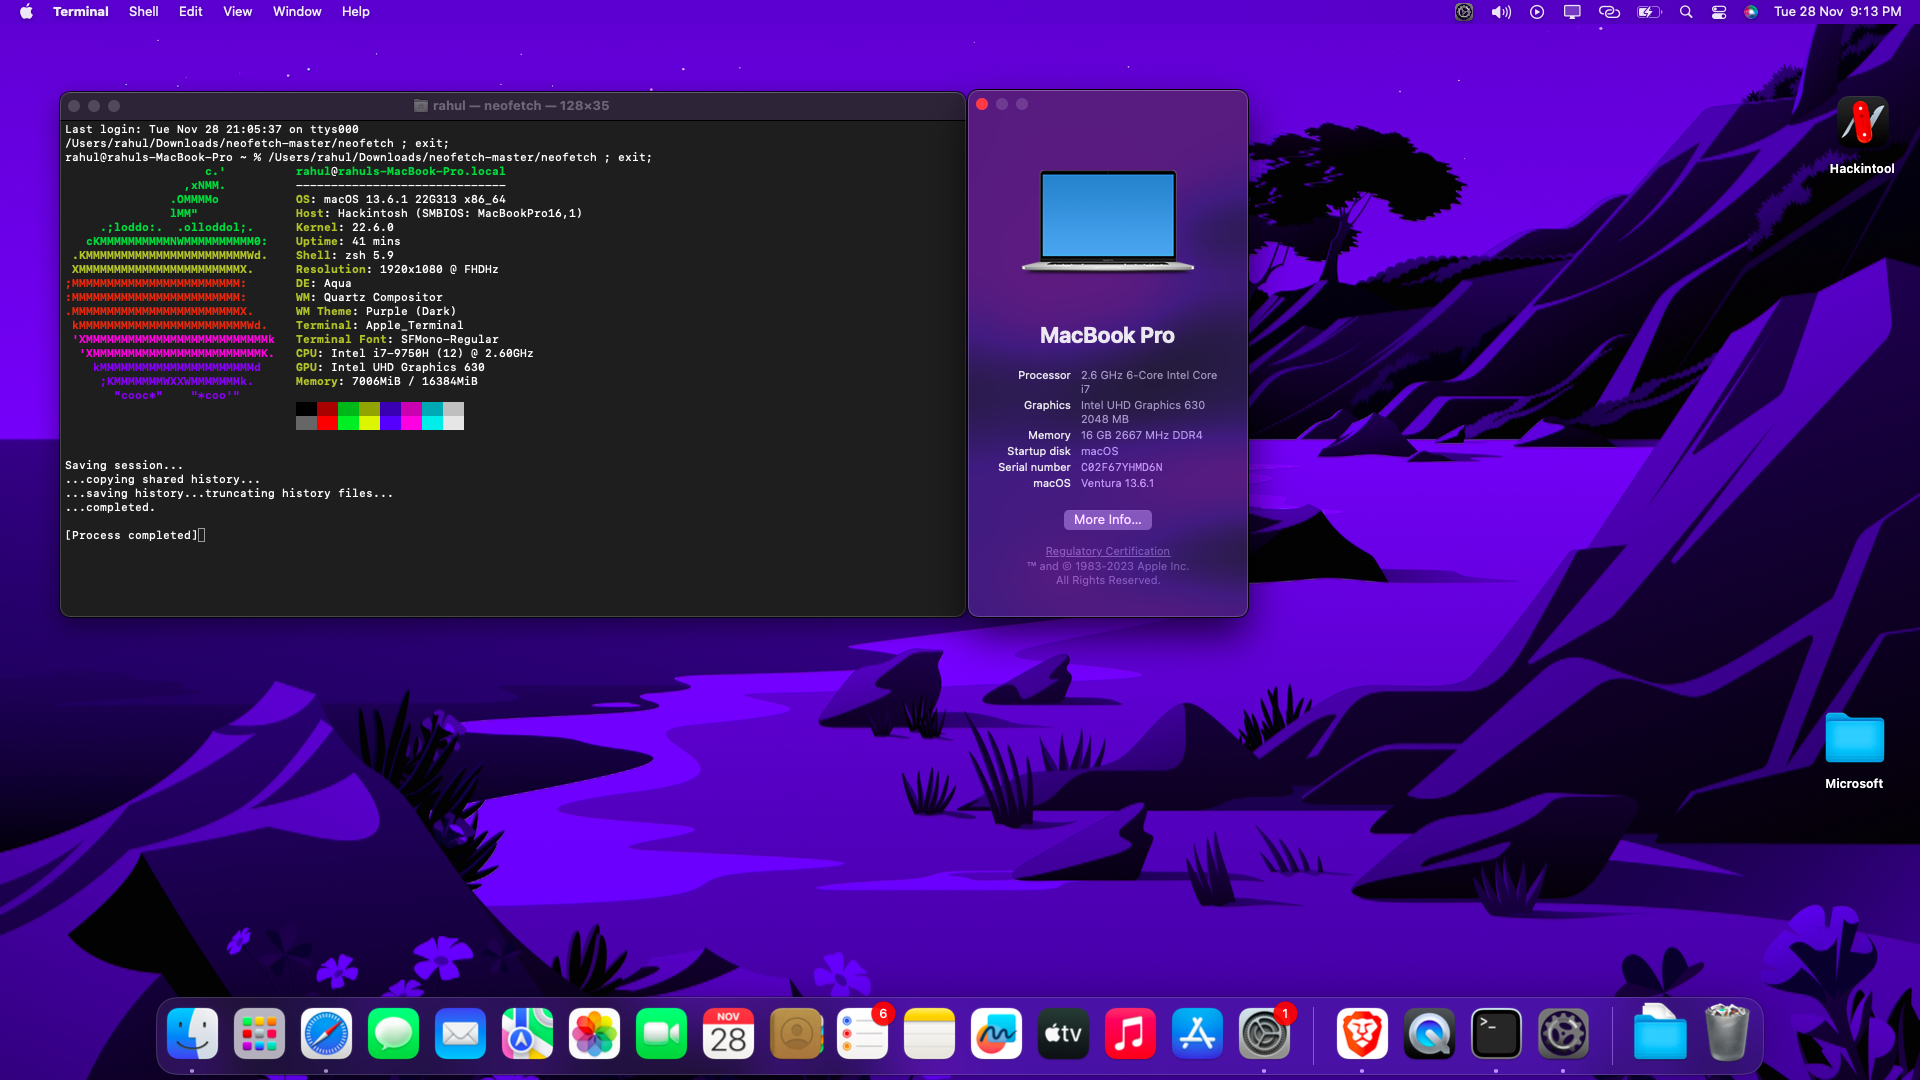 Terminal Shell Edit View Window Help
Tue 28 Nov 9:13 PM
rahul — neofetch — 128×35
Last login: Tue Nov 28 21:05:37 on ttys000
/Users/rahul/Downloads/neofetch-master/neofetch ; exit;
rahul@rahuls-MacBook-Pro ~ % /Users/rahul/Downloads/neofetch-master/neofetch ; exit;
c.' rahul@rahuls-MacBook-Pro.local
,xNMM. ------------------------------
.OMMMMo OS: macOS 13.6.1 22G313 x86_64
lMM" Host: Hackintosh (SMBIOS: MacBookPro16,1)
.;loddo:. .olloddol;. Kernel: 22.6.0
cKMMMMMMMMMMNWMMMMMMMMMM0: Uptime: 41 mins
.KMMMMMMMMMMMMMMMMMMMMMMMWd. Shell: zsh 5.9
XMMMMMMMMMMMMMMMMMMMMMMMX. Resolution: 1920x1080 @ FHDHz
;MMMMMMMMMMMMMMMMMMMMMMMM: DE: Aqua
:MMMMMMMMMMMMMMMMMMMMMMMM: WM: Quartz Compositor
.MMMMMMMMMMMMMMMMMMMMMMMMX. WM Theme: Purple (Dark)
kMMMMMMMMMMMMMMMMMMMMMMMMWd. Terminal: Apple_Terminal
'XMMMMMMMMMMMMMMMMMMMMMMMMMMk Terminal Font: SFMono-Regular
'XMMMMMMMMMMMMMMMMMMMMMMMMK. CPU: Intel i7-9750H (12) @ 2.60GHz
kMMMMMMMMMMMMMMMMMMMMMMd GPU: Intel UHD Graphics 630
;KMMMMMMMWXXWMMMMMMMk. Memory: 7006MiB / 16384MiB
"cooc*" "*coo'"
Saving session...
...copying shared history...
...saving history...truncating history files...
...completed.
[Process completed]
MacBook Pro
Processor 2.6 GHz 6-Core Intel Core
i7
Graphics Intel UHD Graphics 630
2048 MB
Memory 16 GB 2667 MHz DDR4
Startup disk macOS
Serial number C02F67YHMD6N
macOS Ventura 13.6.1
More Info...
Regulatory Certification
™ and © 1983-2023 Apple Inc.
All Rights Reserved.
Hackintool
Microsoft
NOV
28
6
tv
1
>_